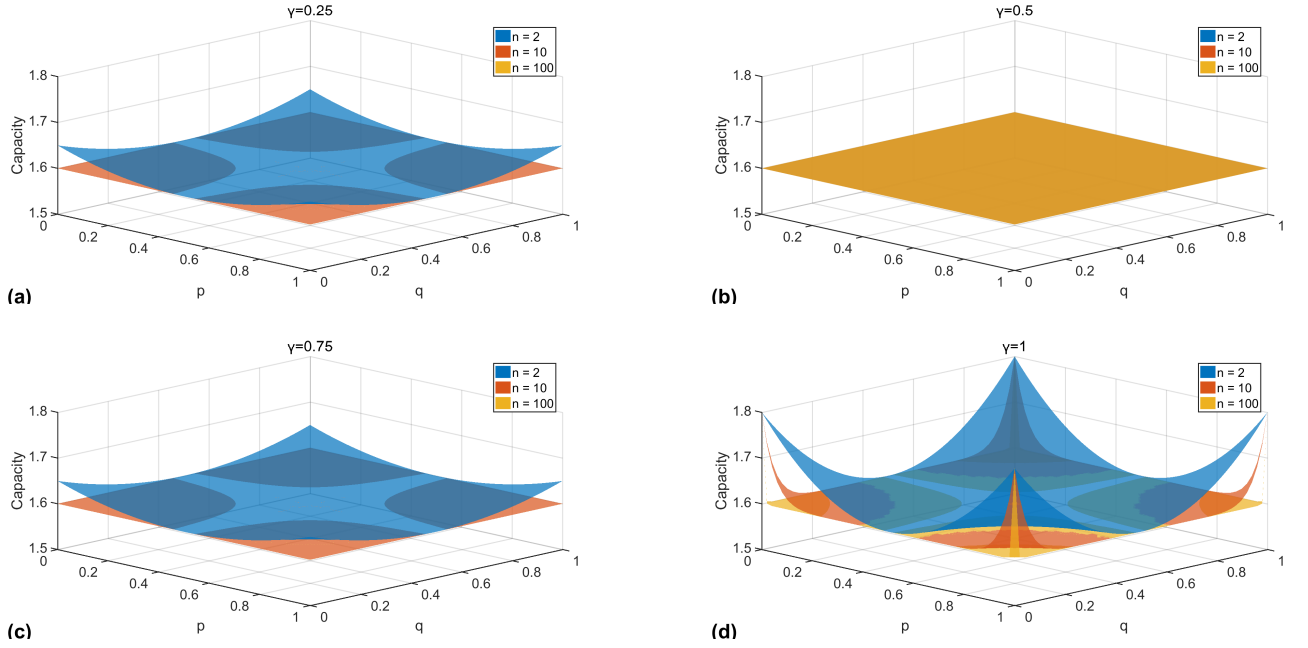 γ=0.25
n = 2
n = 10
n = 100
1.8
1.7
1.6
1.5
Capacity
0
0.2
0.4
0.6
0.8
1
p
0
0.2
0.4
0.6
0.8
1
q
(a)
γ=0.5
n = 2
n = 10
n = 100
1.8
1.7
1.6
1.5
Capacity
0
0.2
0.4
0.6
0.8
1
p
0
0.2
0.4
0.6
0.8
1
q
(b)
γ=0.75
n = 2
n = 10
n = 100
1.8
1.7
1.6
1.5
Capacity
0
0.2
0.4
0.6
0.8
1
p
0
0.2
0.4
0.6
0.8
1
q
(c)
γ=1
n = 2
n = 10
n = 100
1.8
1.7
1.6
1.5
Capacity
0
0.2
0.4
0.6
0.8
1
p
0
0.2
0.4
0.6
0.8
1
q
(d)